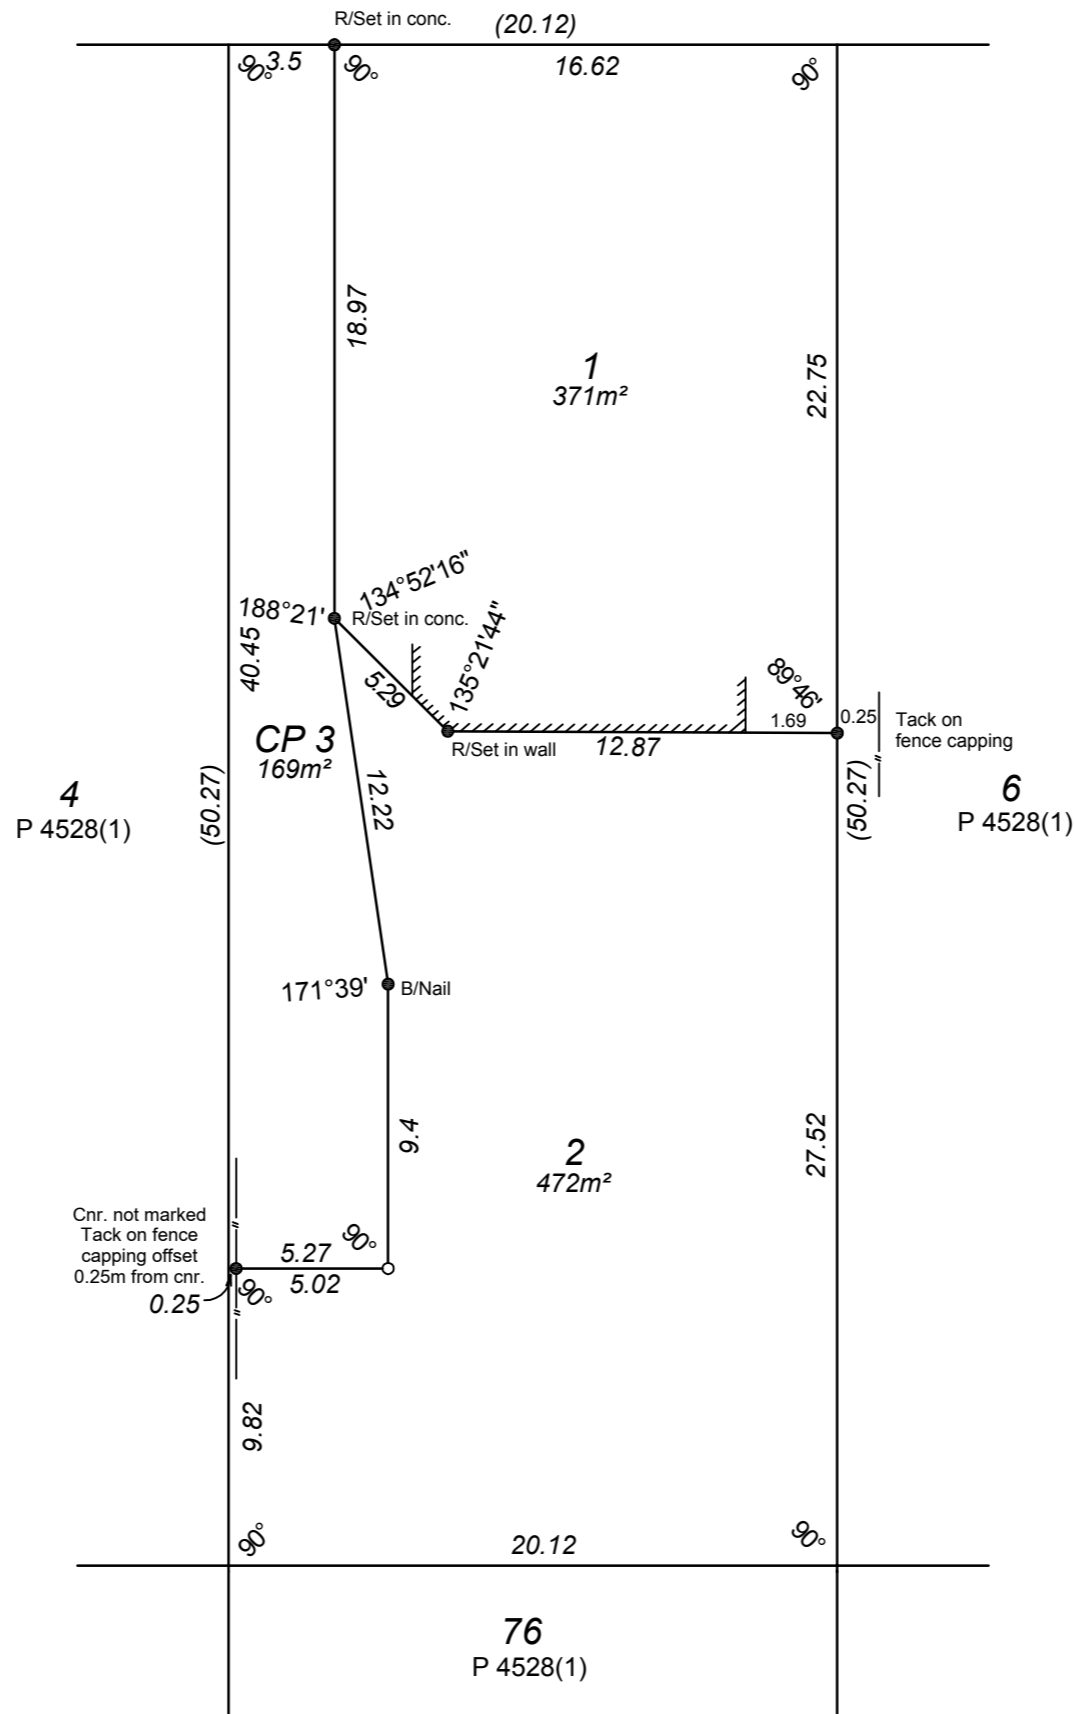 R/Set in conc.
(20.12)
90°
3.5
90°
16.62
90°
18.97
1
371m²
22.75
134°52'16"
188°21'
R/Set in conc.
40.45
5.29
135°21'44"
89°46'
1.69
0.25
Tack on
fence capping
R/Set in wall
12.87
CP 3
169m²
12.22
(50.27)
(50.27)
4
P 4528(1)
6
P 4528(1)
171°39'
B/Nail
9.4
2
472m²
27.52
Cnr. not marked
Tack on fence
capping offset
0.25m from cnr.
0.25
5.27
90°
5.02
90°
9.82
90°
20.12
90°
76
P 4528(1)